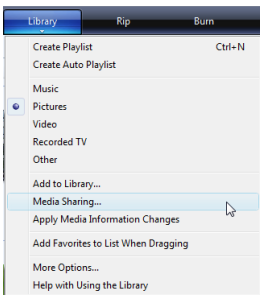 Library Rip Burn
Create Playlist Ctrl+N
Create Auto Playlist
Music
Pictures
Video
Recorded TV
Other
Add to Library...
Media Sharing...
Apply Media Information Changes
Add Favorites to List When Dragging
More Options...
Help with Using the Library